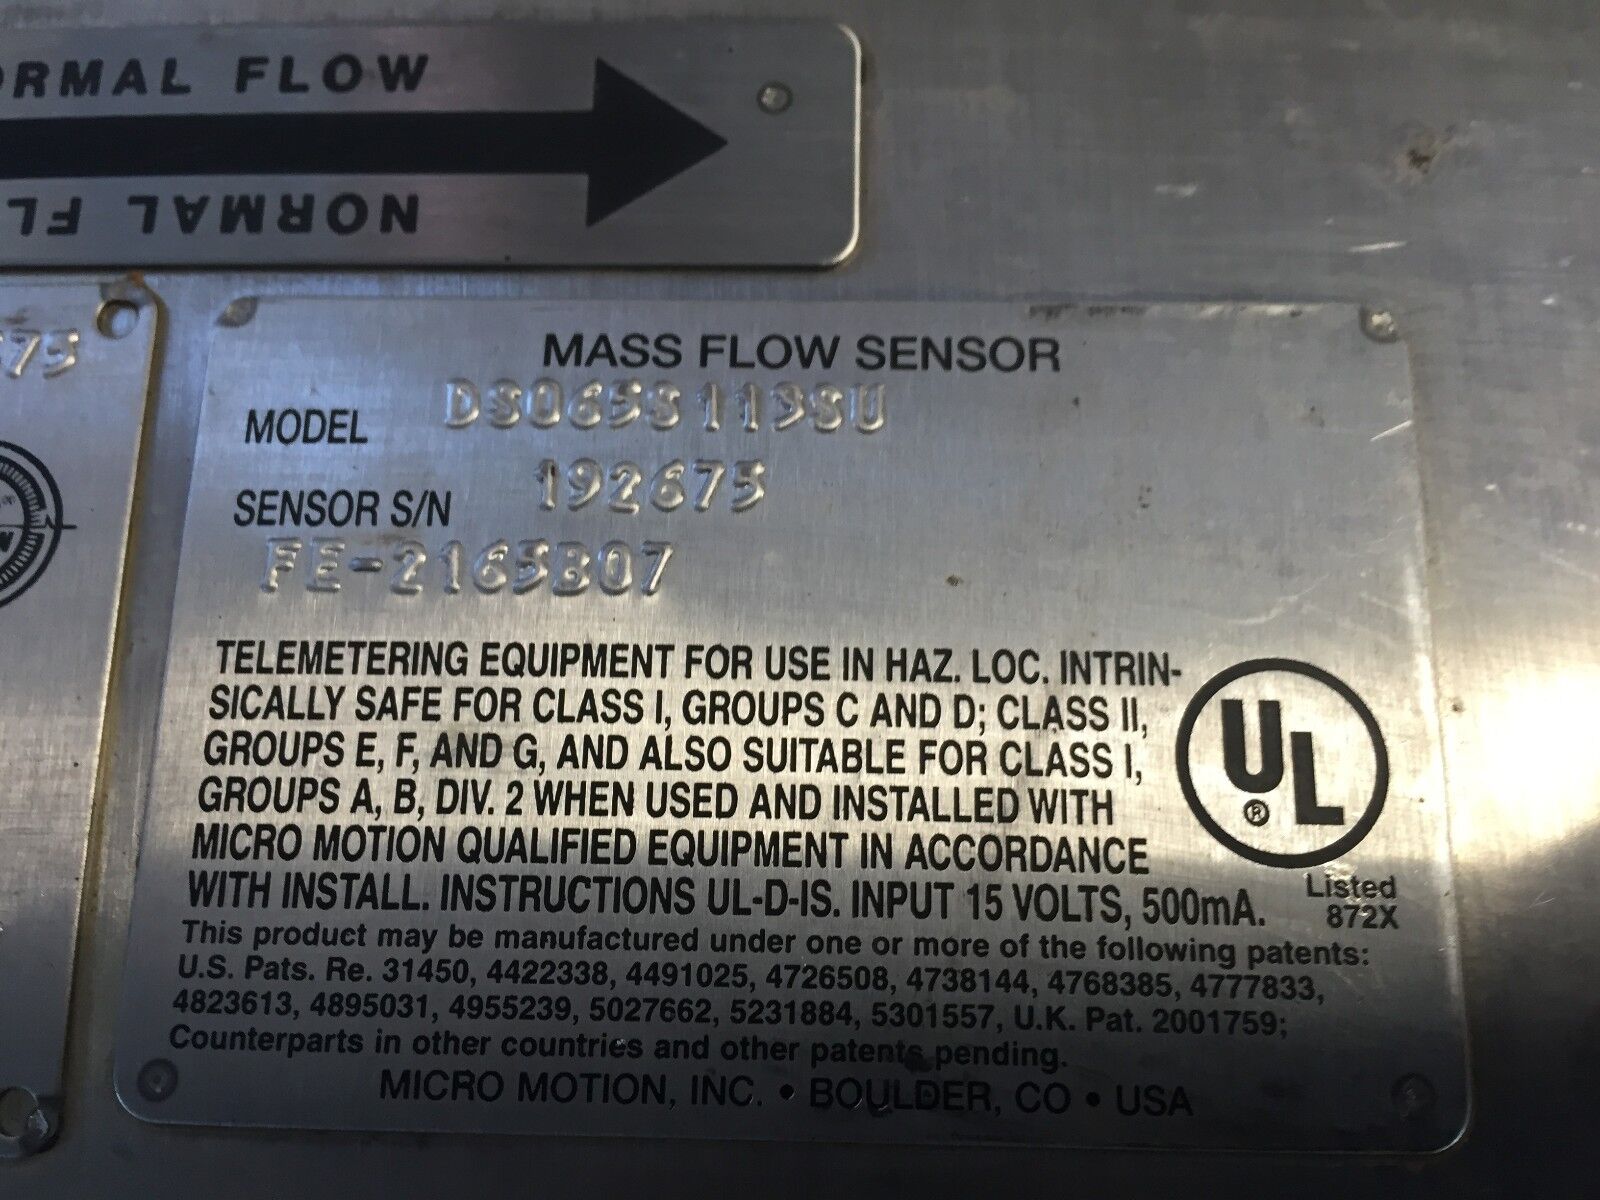 ORMAL FLOW
NORMAL FL
675
MASS FLOW SENSOR
MODEL DS065S119SU
SENSOR S/N 192675
FE-2165B07
TELEMETERING EQUIPMENT FOR USE IN HAZ. LOC. INTRIN-
SICALLY SAFE FOR CLASS I, GROUPS C AND D; CLASS II,
GROUPS E, F, AND G, AND ALSO SUITABLE FOR CLASS I,
GROUPS A, B, DIV. 2 WHEN USED AND INSTALLED WITH
MICRO MOTION QUALIFIED EQUIPMENT IN ACCORDANCE
WITH INSTALL. INSTRUCTIONS UL-D-IS. INPUT 15 VOLTS, 500mA.
UL ®
Listed
872X
This product may be manufactured under one or more of the following patents:
U.S. Pats. Re. 31450, 4422338, 4491025, 4726508, 4738144, 4768385, 4777833,
4823613, 4895031, 4955239, 5027662, 5231884, 5301557, U.K. Pat. 2001759;
Counterparts in other countries and other patents pending.
MICRO MOTION, INC. • BOULDER, CO • USA